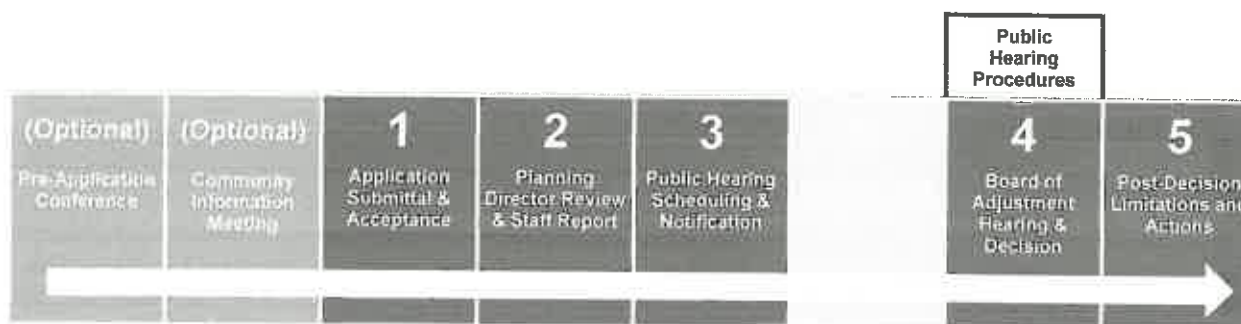 Public
Hearing
Procedures
(Optional)
Pre-Application
Conference
(Optional)
Community
Information
Meeting
1
Application
Submittal &
Acceptance
2
Planning
Director Review
& Staff Report
3
Public Hearing
Scheduling &
Notification
4
Board of
Adjustment
Hearing &
Decision
5
Post-Decision
Limitations and
Actions